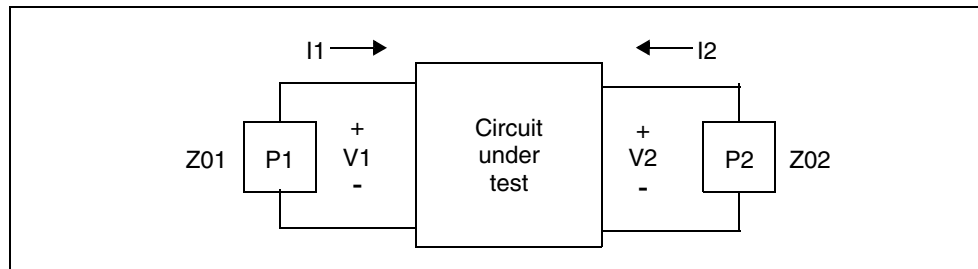 I1
I2
+
+
Z01
P1
V1
Circuit
under
test
V2
P2
Z02
-
-